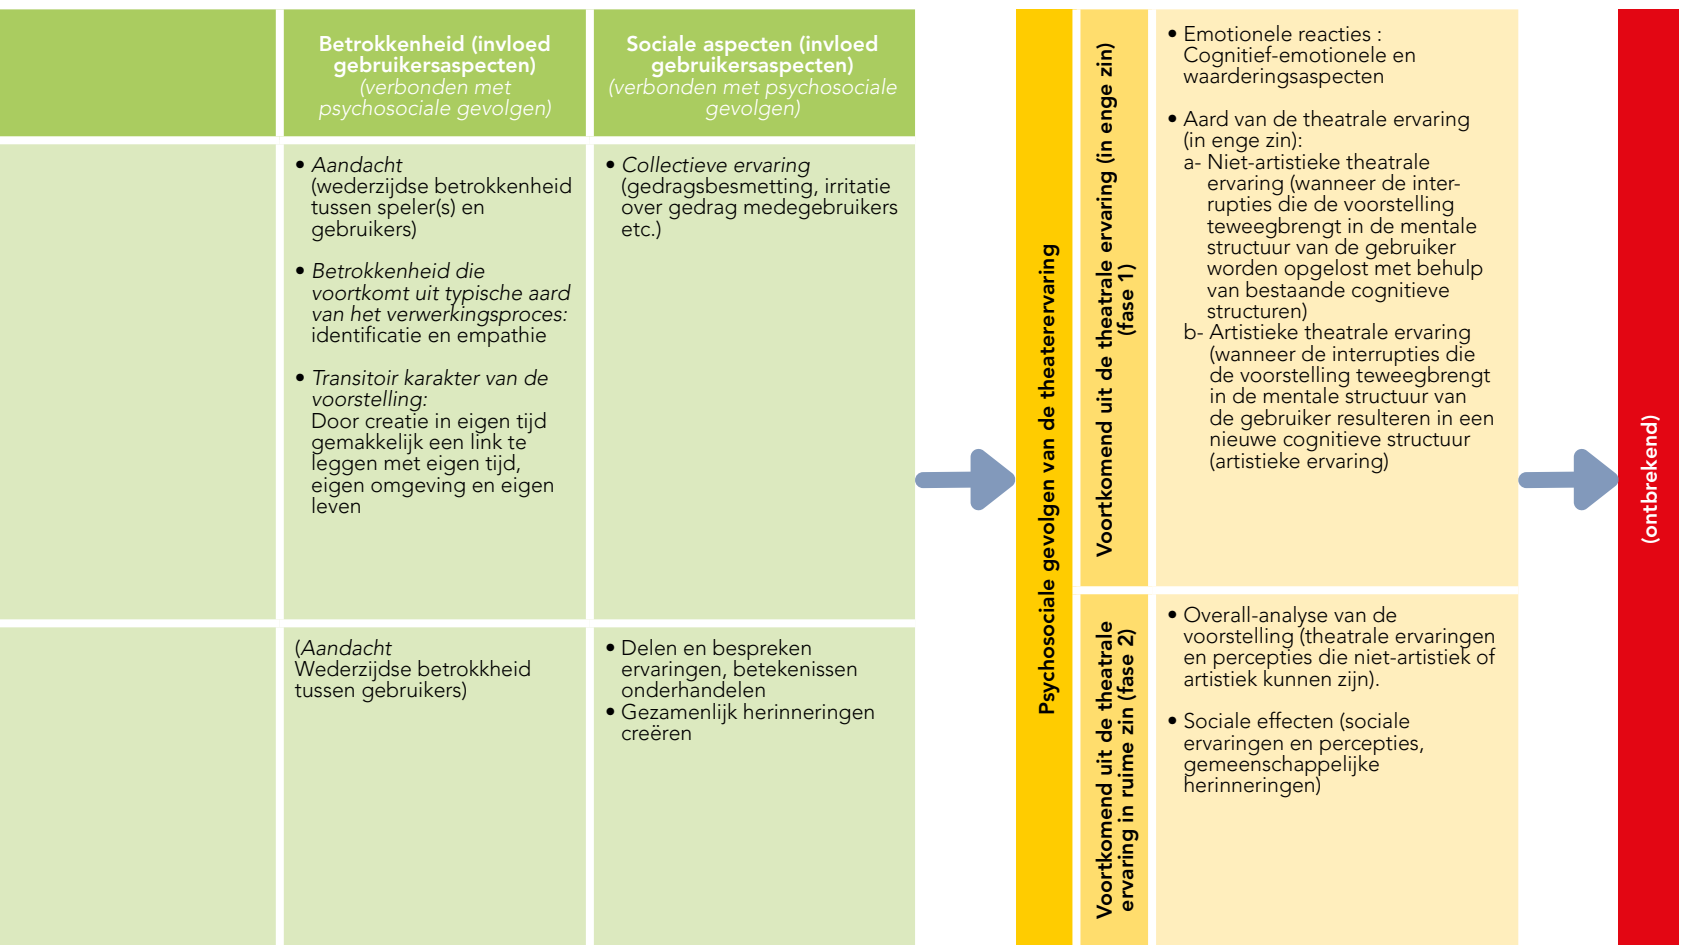 Betrokkenheid (invloed
gebruikersaspecten)
(verbonden met
psychosociale gevolgen)
Sociale aspecten (invloed
gebruikersaspecten)
(verbonden met psychosociale
gevolgen)
• Aandacht
(wederzijdse betrokkenheid
tussen speler(s) en
gebruikers)
• Betrokkenheid die
voortkomt uit typische aard
van het verwerkingsproces:
identificatie en empathie
• Transitoir karakter van de
voorstelling:
Door creatie in eigen tijd
gemakkelijk een link te
leggen met eigen tijd,
eigen omgeving en eigen
leven
• Collectieve ervaring
(gedragsbesmetting, irritatie
over gedrag medegebruikers
etc.)
(Aandacht
Wederzijdse betrokkheid
tussen gebruikers)
• Delen en bespreken
ervaringen, betekenissen
onderhandelen
• Gezamenlijk herinneringen
creëren
Psychosociale gevolgen van de theaterervaring
Voortkomend uit de theatrale ervaring (in enge zin)
(fase 1)
• Emotionele reacties :
Cognitief-emotionele en
waarderingsaspecten
• Aard van de theatrale ervaring
(in enge zin):
a- Niet-artistieke theatrale
ervaring (wanneer de inter-
rupties die de voorstelling
teweegbrengt in de mentale
structuur van de gebruiker
worden opgelost met behulp
van bestaande cognitieve
structuren)
b- Artistieke theatrale ervaring
(wanneer de interrupties die
de voorstelling teweegbrengt
in de mentale structuur van
de gebruiker resulteren in een
nieuwe cognitieve structuur
(artistieke ervaring)
Voortkomend uit de theatrale
ervaring in ruime zin (fase 2)
• Overall-analyse van de
voorstelling (theatrale ervaringen
en percepties die niet-artistiek of
artistiek kunnen zijn).
• Sociale effecten (sociale
ervaringen en percepties,
gemeenschappelijke
herinneringen)
(ontbrekend)